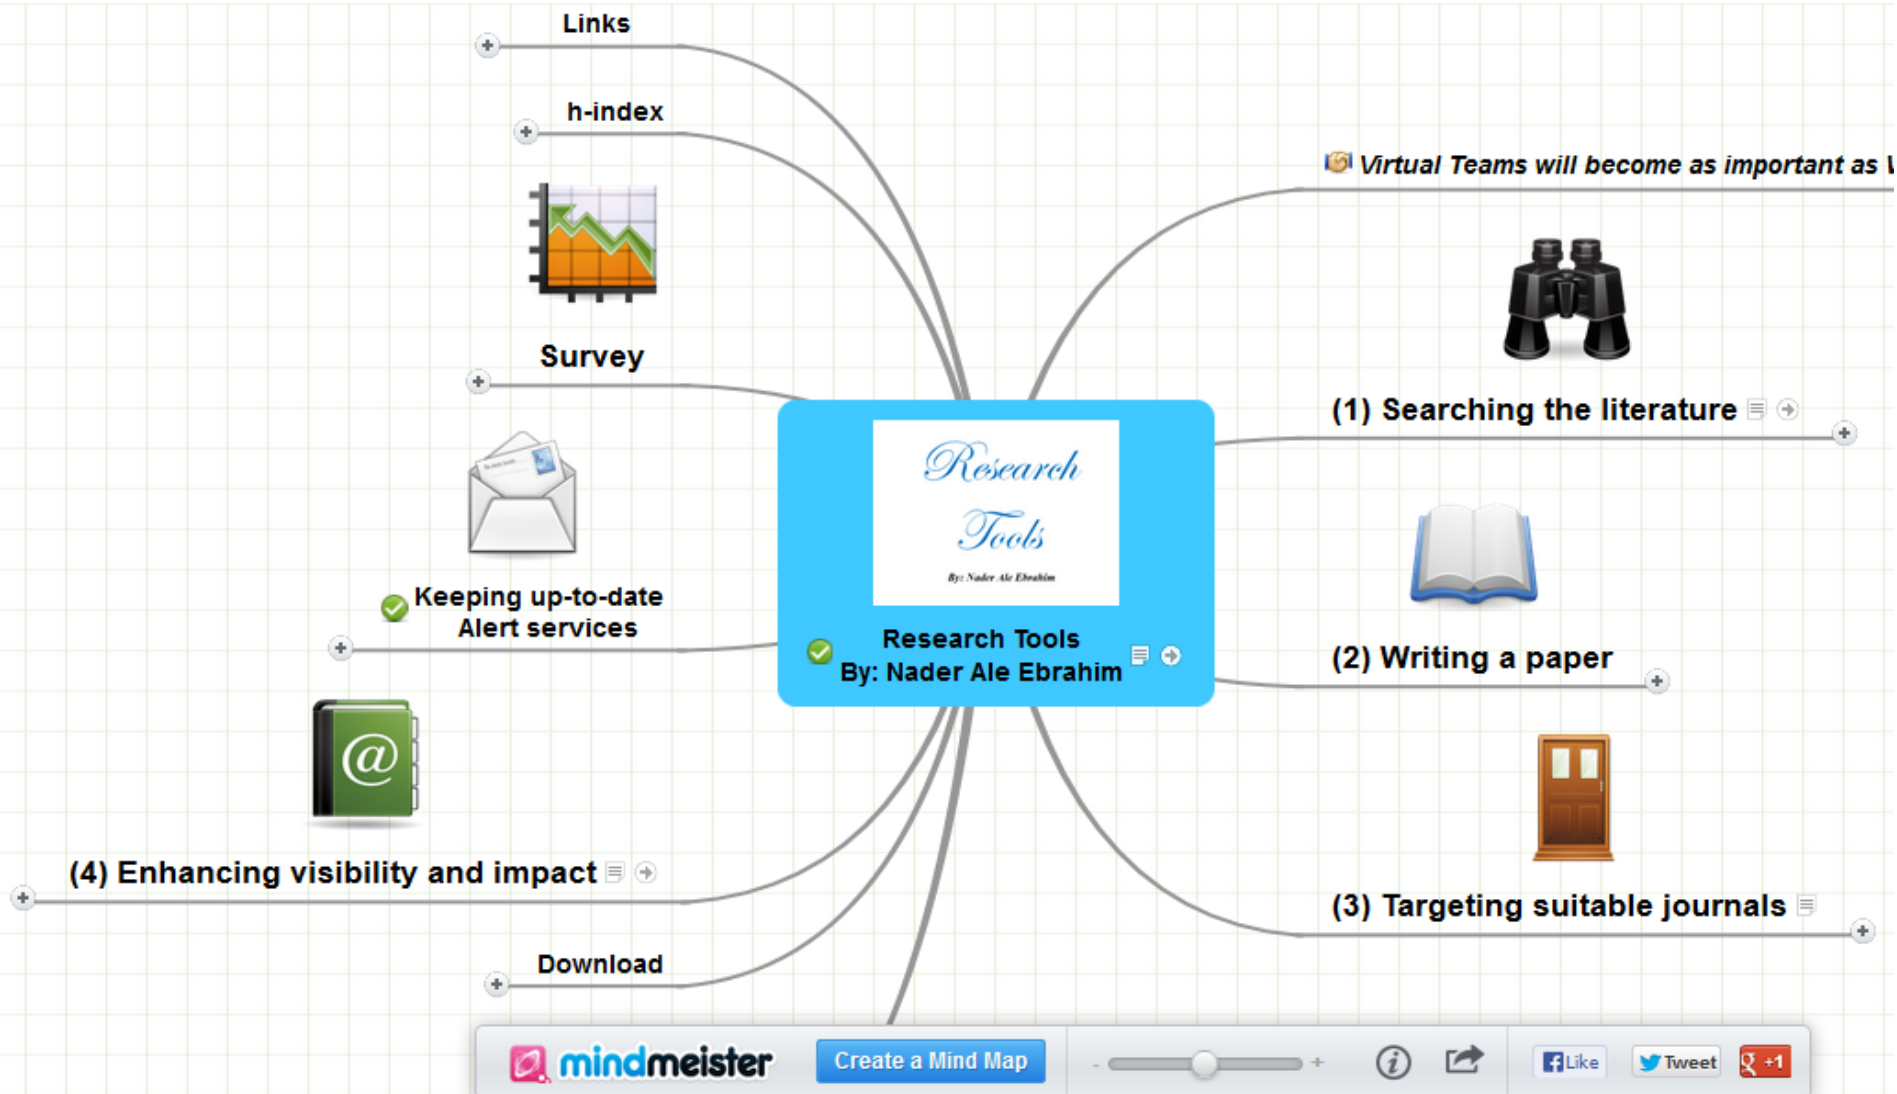 Links
h-index
Survey
Keeping up-to-date
Alert services
(4) Enhancing visibility and impact
Download
Research
Tools
By: Nader Ale Ebrahim
Research Tools
By: Nader Ale Ebrahim
Virtual Teams will become as important as
(1) Searching the literature
(2) Writing a paper
(3) Targeting suitable journals
@
mindmeister
Create a Mind Map
- +
i
Like
Tweet
g +1